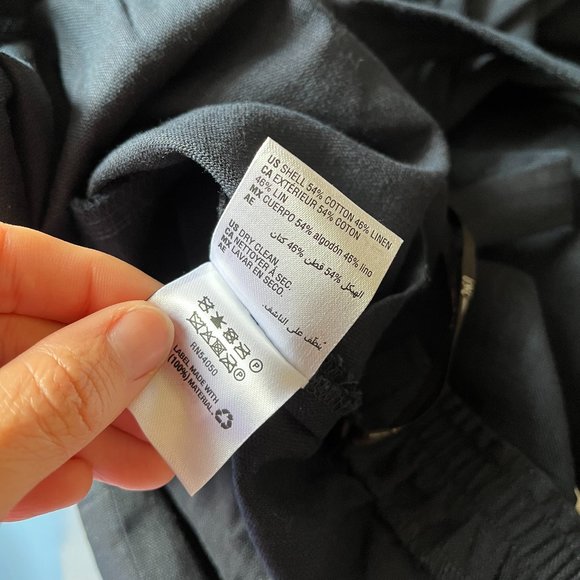 US SHELL 54% COTTON 46% LINEN
CA EXTÉRIEUR 54% COTON
46% LIN
MX CUERPO 54% algodón 46% lino
AE
الهيكل 54% قطن 46% كتان
US DRY CLEAN.
CA NETTOYER À SEC.
MX LAVAR EN SECO.
AE
يُنظف على الناشف.
P
P
RN54050
LABEL MADE WITH
(100%) MATERIAL.